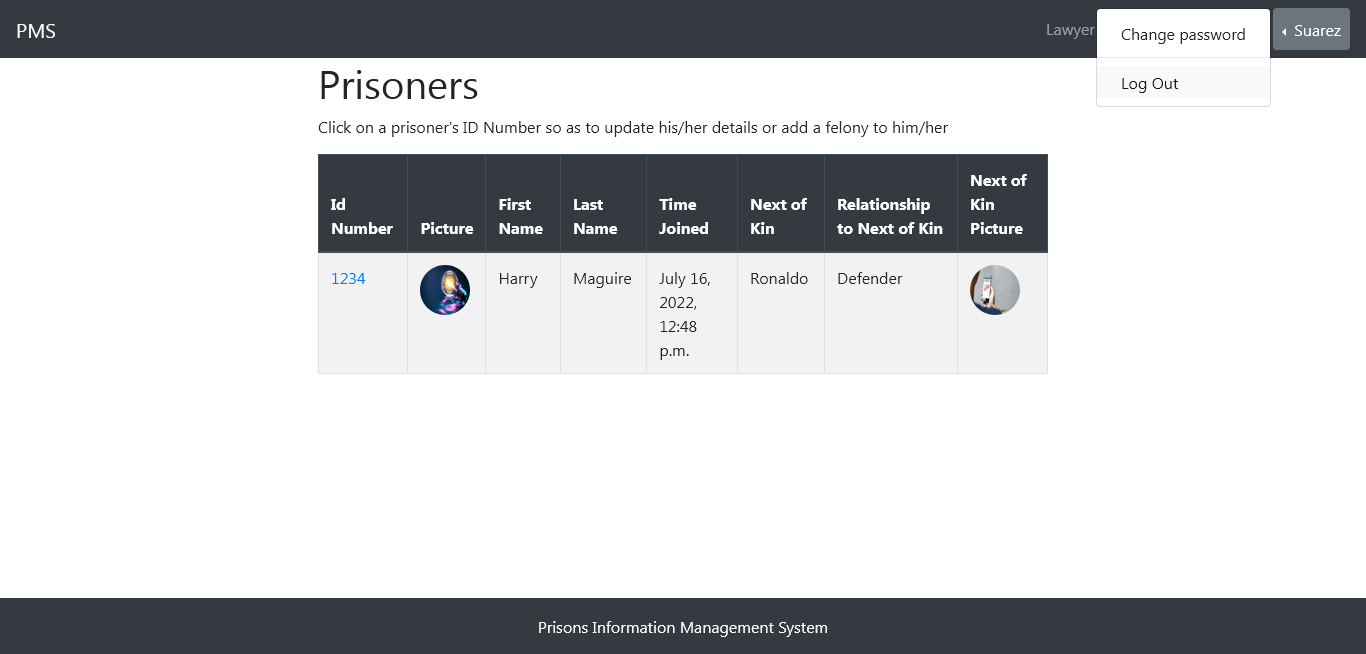 PMS
Lawyer
Change password
Suarez
Log Out
Prisoners
Click on a prisoner's ID Number so as to update his/her details or add a felony to him/her
Id Number
Picture
First Name
Last Name
Time Joined
Next of Kin
Relationship to Next of Kin
Next of Kin Picture
1234
Harry
Maguire
July 16, 2022, 12:48 p.m.
Ronaldo
Defender
Prisons Information Management System